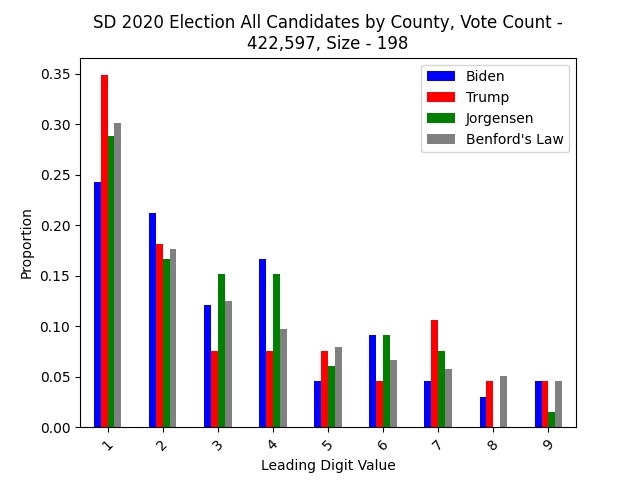 SD 2020 Election All Candidates by County, Vote Count -
422,597, Size - 198
Biden
Trump
Jorgensen
Benford's Law
Proportion
0.35
0.30
0.25
0.20
0.15
0.10
0.05
0.00
1 2 3 4 5 6 7 8 9
Leading Digit Value